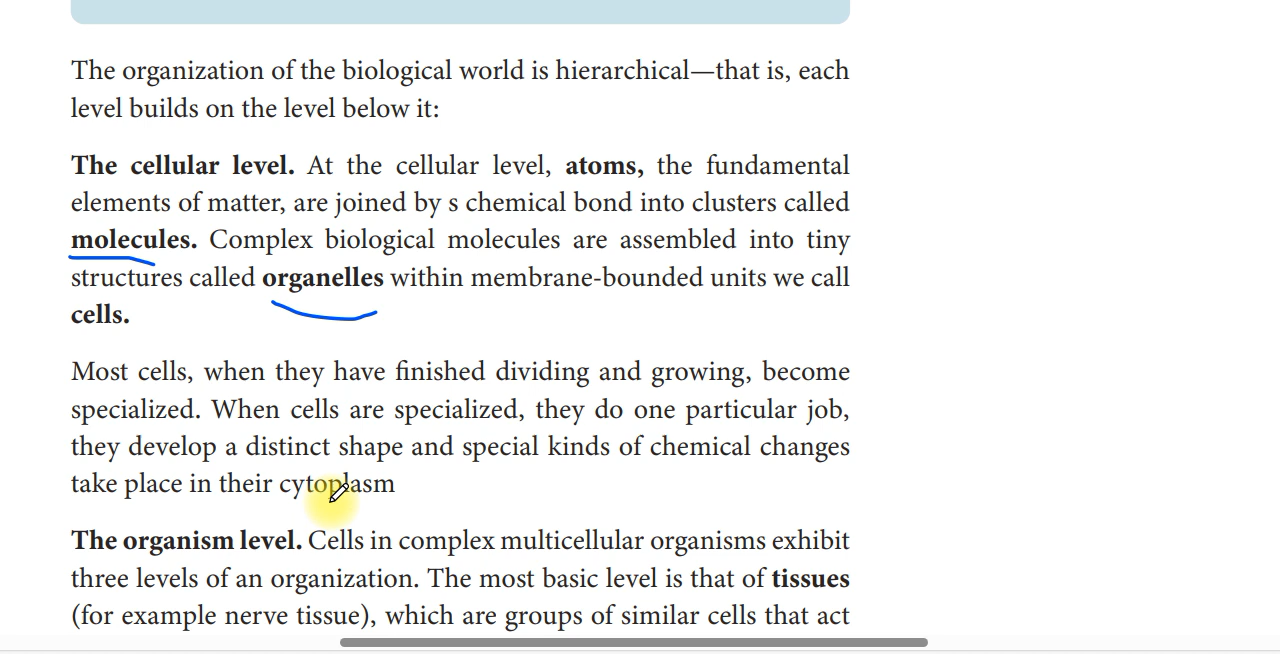 The organization of the biological world is hierarchical—that is, each
level builds on the level below it:
The cellular level. At the cellular level, atoms, the fundamental
elements of matter, are joined by s chemical bond into clusters called
molecules. Complex biological molecules are assembled into tiny
structures called organelles within membrane-bounded units we call
cells.
Most cells, when they have finished dividing and growing, become
specialized. When cells are specialized, they do one particular job,
they develop a distinct shape and special kinds of chemical changes
take place in their cytoplasm
The organism level. Cells in complex multicellular organisms exhibit
three levels of an organization. The most basic level is that of tissues
(for example nerve tissue), which are groups of similar cells that act